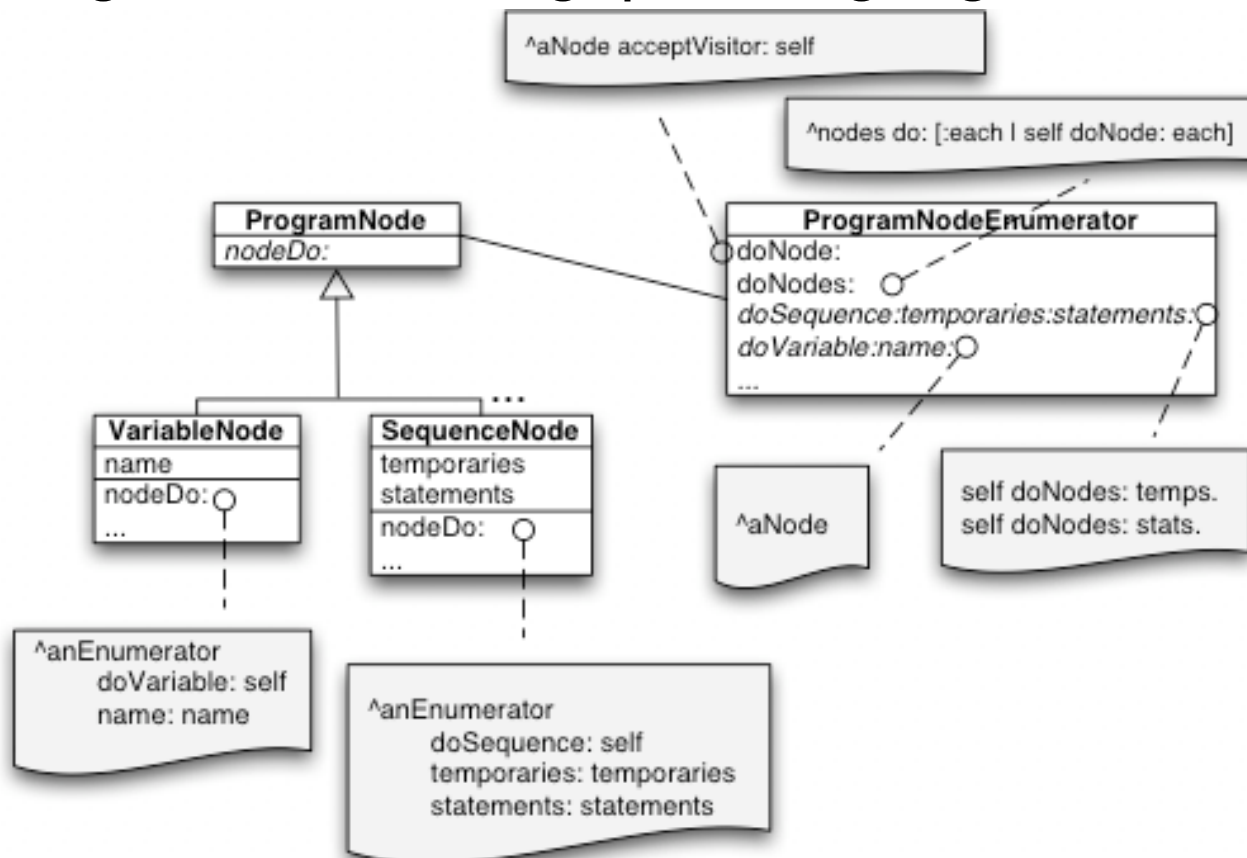 ^aNode acceptVisitor: self
^nodes do: [:each | self doNode: each]
ProgramNode
nodeDo:
ProgramNodeEnumerator
doNode:
doNodes:
doSequence:temporaries:statements:
doVariable:name:
...
...
VariableNode
name
nodeDo:
...
SequenceNode
temporaries
statements
nodeDo:
...
^aNode
self doNodes: temps.
self doNodes: stats.
^anEnumerator
doVariable: self
name: name
^anEnumerator
doSequence: self
temporaries: temporaries
statements: statements